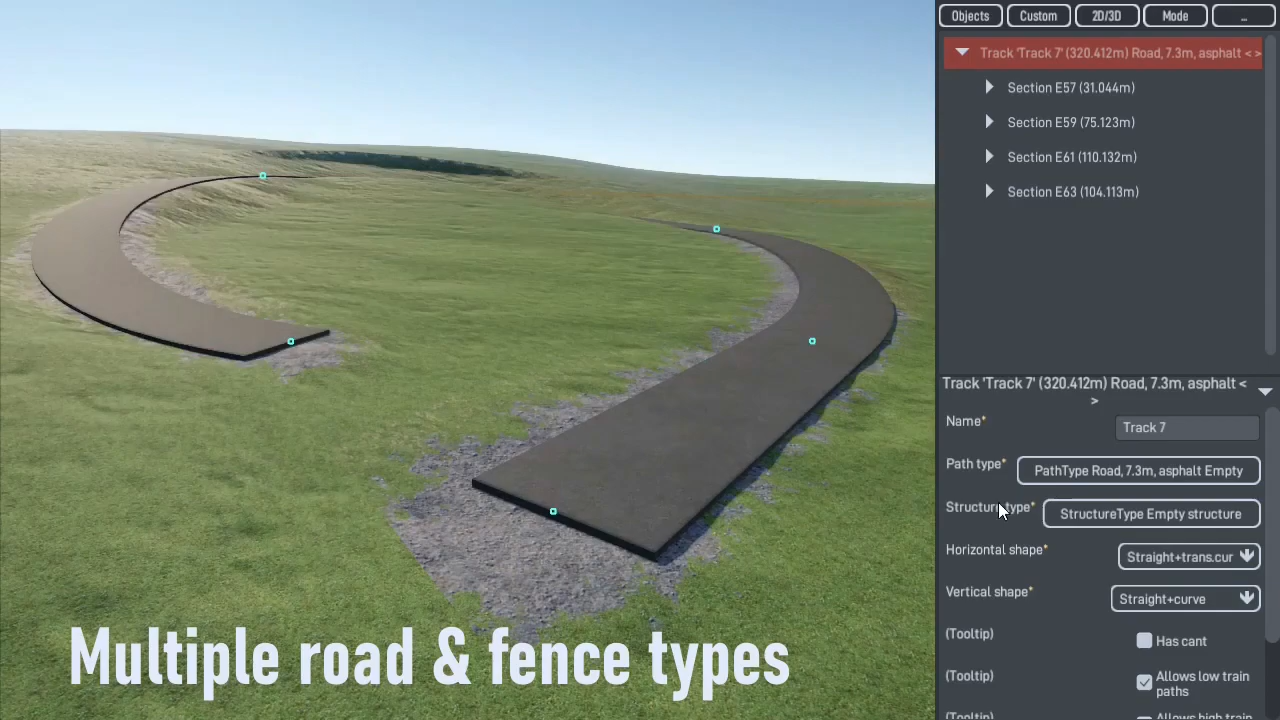 Objects
Custom
2D/3D
Mode
...
Track 'Track 7' (320.412m) Road, 7.3m, asphalt < >
Section E57 (31.044m)
Section E59 (75.123m)
Section E61 (110.132m)
Section E63 (104.113m)
Track 'Track 7' (320.412m) Road, 7.3m, asphalt <
>
Name*
Track 7
Path type*
PathType Road, 7.3m, asphalt Empty
Structure type*
StructureType Empty structure
Horizontal shape*
Straight+trans.cur
Vertical shape*
Straight+curve
(Tooltip)
Has cant
(Tooltip)
Allows low train
paths
(Tooltip)
Allows high train
Multiple road & fence types